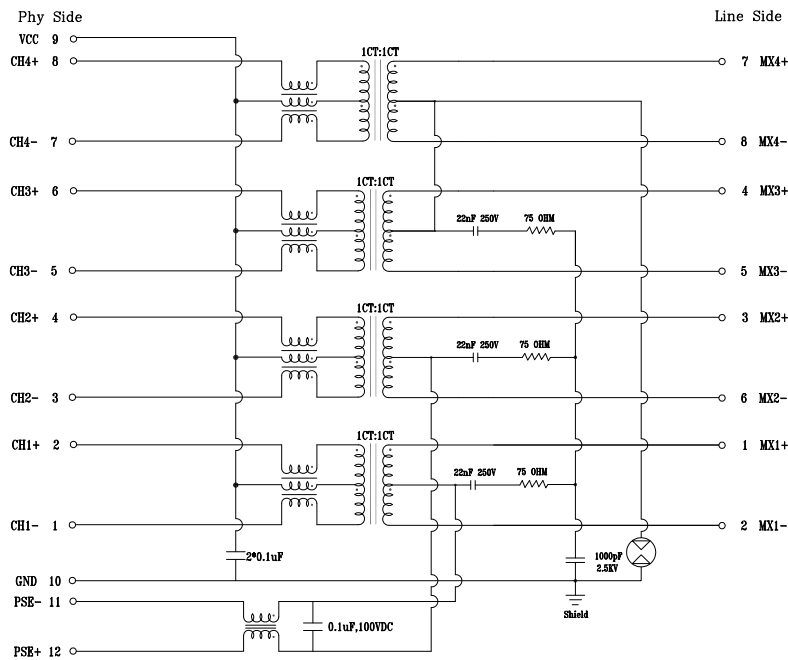 Phy Side
Line Side
VCC 9
1CT:1CT
CH4+ 8
7 MX4+
CH4- 7
8 MX4-
1CT:1CT
CH3+ 6
4 MX3+
22nF 250V
75 OHM
CH3- 5
5 MX3-
1CT:1CT
CH2+ 4
3 MX2+
22nF 250V
75 OHM
CH2- 3
6 MX2-
1CT:1CT
CH1+ 2
1 MX1+
22nF 250V
75 OHM
CH1- 1
2 MX1-
2*0.1uF
1000pF
2.5KV
GND 10
PSE- 11
Shield
0.1uF,100VDC
PSE+ 12